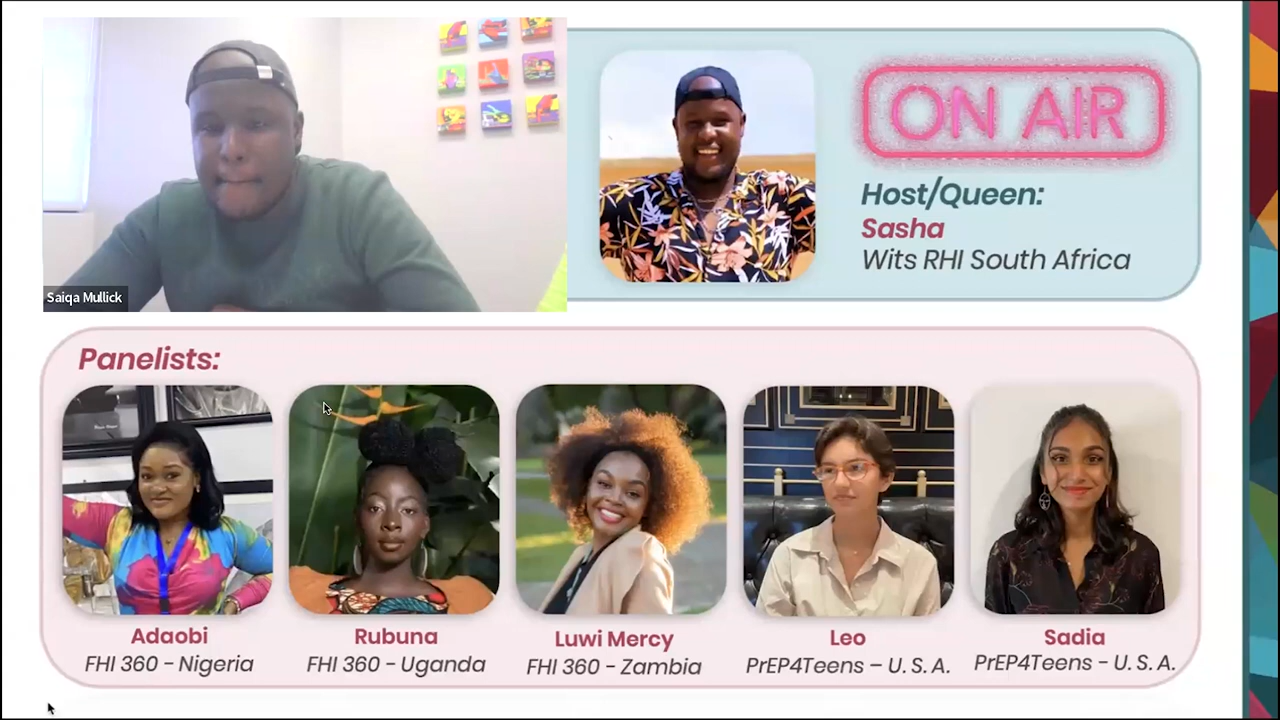 Saiqa Mullick
ON AIR
Host/Queen:
Sasha
Wits RHI South Africa
Panelists:
Adaobi
FHI 360 - Nigeria
Rubuna
FHI 360 - Uganda
Luwi Mercy
FHI 360 - Zambia
Leo
PrEP4Teens – U. S. A.
Sadia
PrEP4Teens - U. S. A.